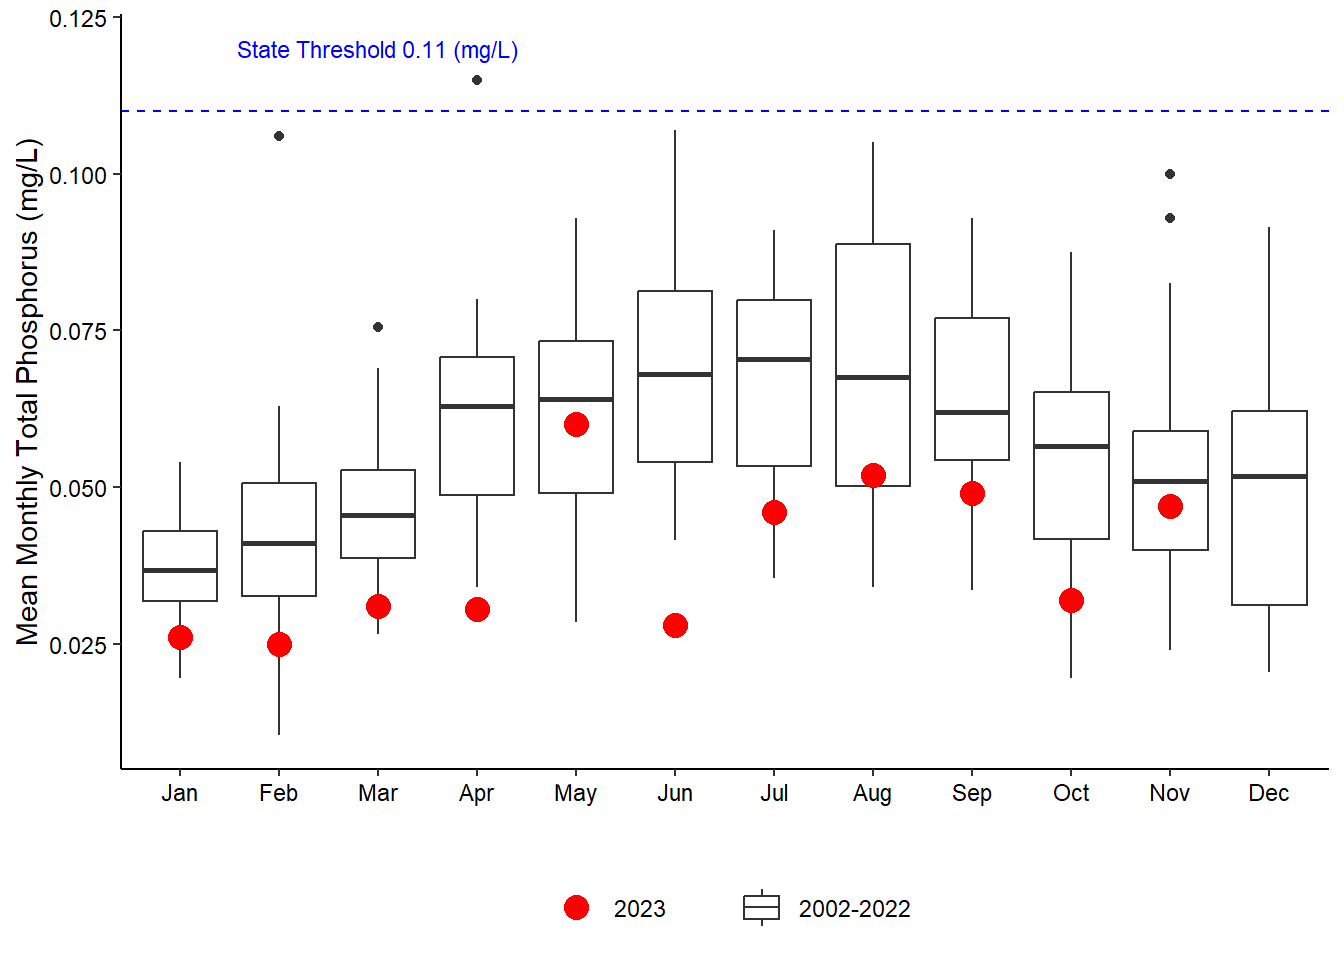 State Threshold 0.11 (mg/L)
Mean Monthly Total Phosphorus (mg/L)
0.125
0.100
0.075
0.050
0.025
Jan Feb Mar Apr May Jun Jul Aug Sep Oct Nov Dec
2023 2002-2022